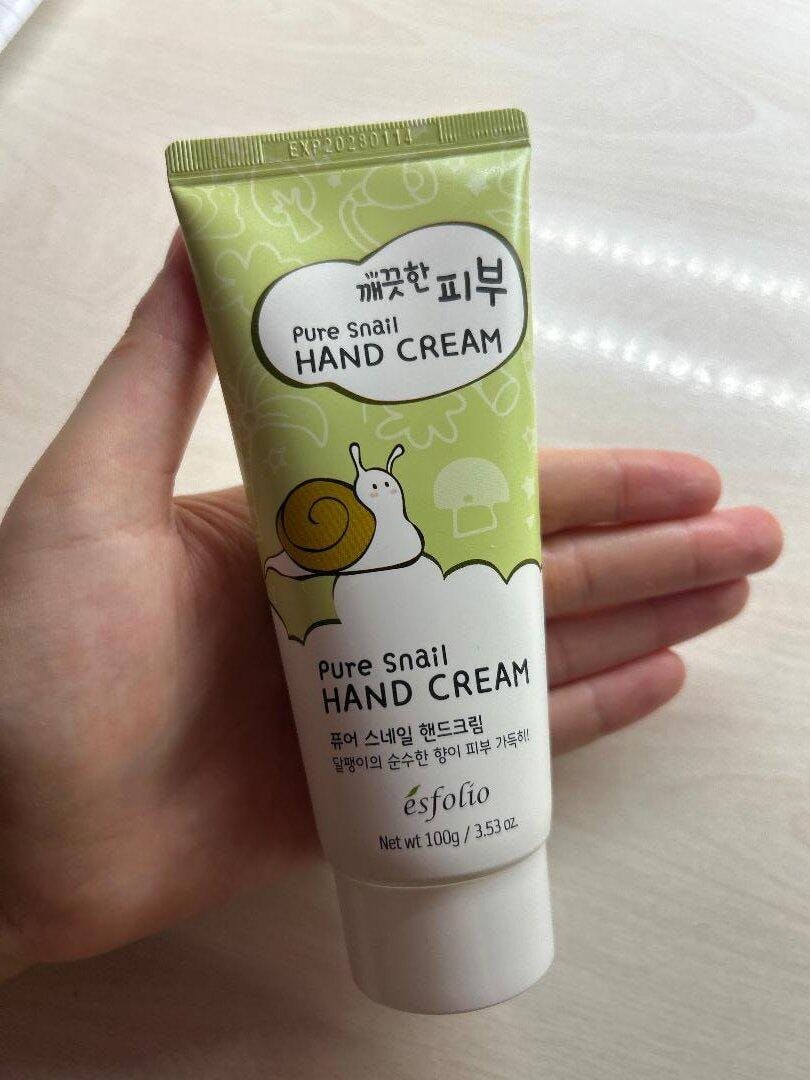 EXP20280114
깨끗한 피부
Pure Snail
HAND CREAM
Pure Snail
HAND CREAM
퓨어 스네일 핸드크림
달팽이의 순수한 향이 피부 가득히!
esfolio
Net wt 100g / 3.53 oz.